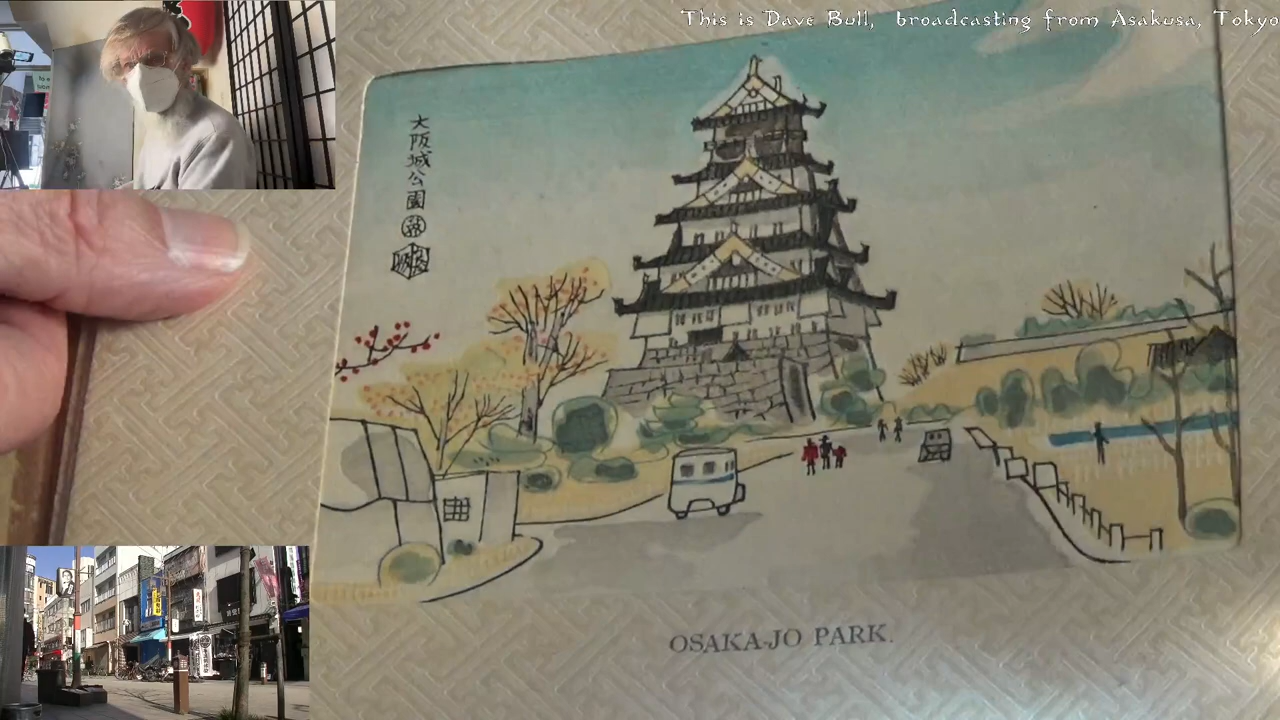 This is Dave Bull, broadcasting from Asakusa, Tokyo
大阪城公園
OSAKA-JO PARK.